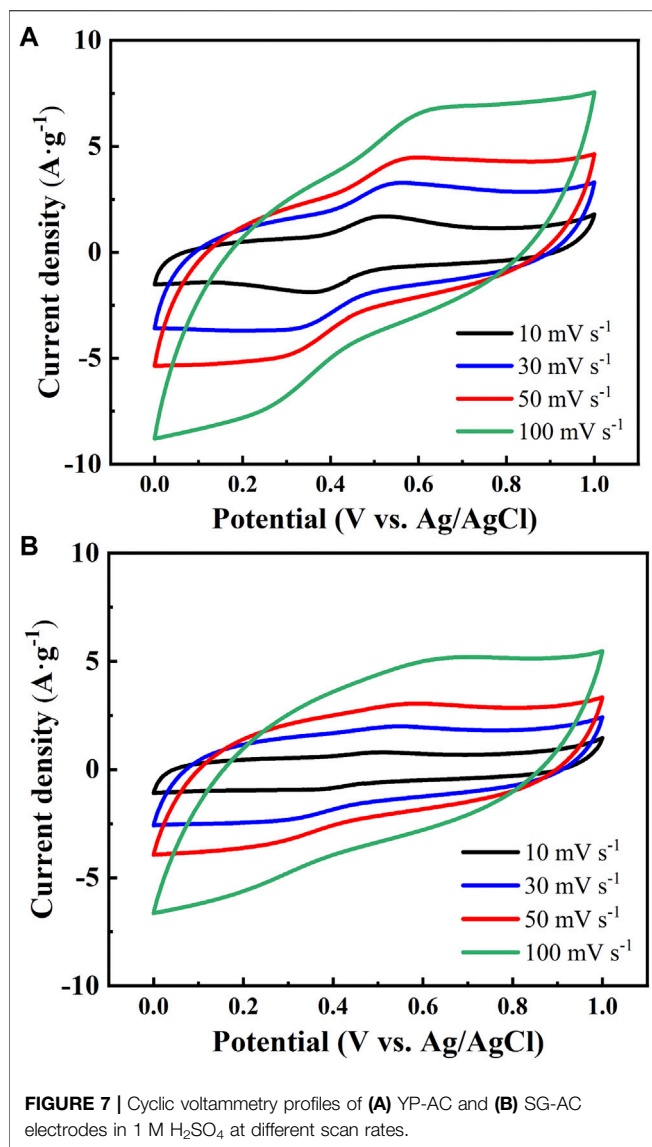 A
10
5
0
-5
-10
Current density (A·g⁻¹)
10 mV s⁻¹
30 mV s⁻¹
50 mV s⁻¹
100 mV s⁻¹
0.0 0.2 0.4 0.6 0.8 1.0
Potential (V vs. Ag/AgCl)
B
10
5
0
-5
-10
Current density (A·g⁻¹)
10 mV s⁻¹
30 mV s⁻¹
50 mV s⁻¹
100 mV s⁻¹
0.0 0.2 0.4 0.6 0.8 1.0
Potential (V vs. Ag/AgCl)
FIGURE 7 | Cyclic voltammetry profiles of (A) YP-AC and (B) SG-AC
electrodes in 1 M H₂SO₄ at different scan rates.